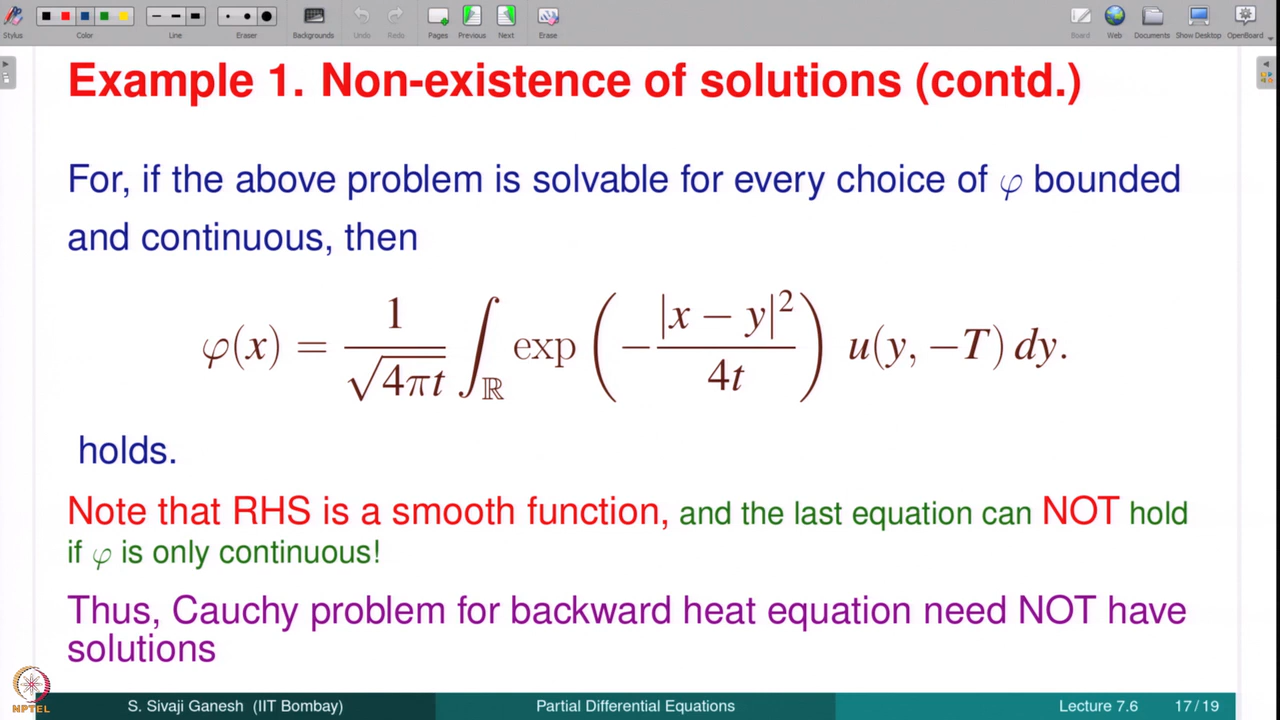 Stylus Color Line Eraser Backgrounds Undo Redo Pages Previous Next Erase Board Web Documents Show Desktop OpenBoard
Example 1. Non-existence of solutions (contd.)
For, if the above problem is solvable for every choice of φ bounded
and continuous, then
φ(x) = 1/√4πt ∫_ℝ exp (−|x − y|²/4t) u(y, −T) dy.
holds.
Note that RHS is a smooth function, and the last equation can NOT hold
if φ is only continuous!
Thus, Cauchy problem for backward heat equation need NOT have
solutions
NPTEL
S. Sivaji Ganesh (IIT Bombay) Partial Differential Equations Lecture 7.6 17/19